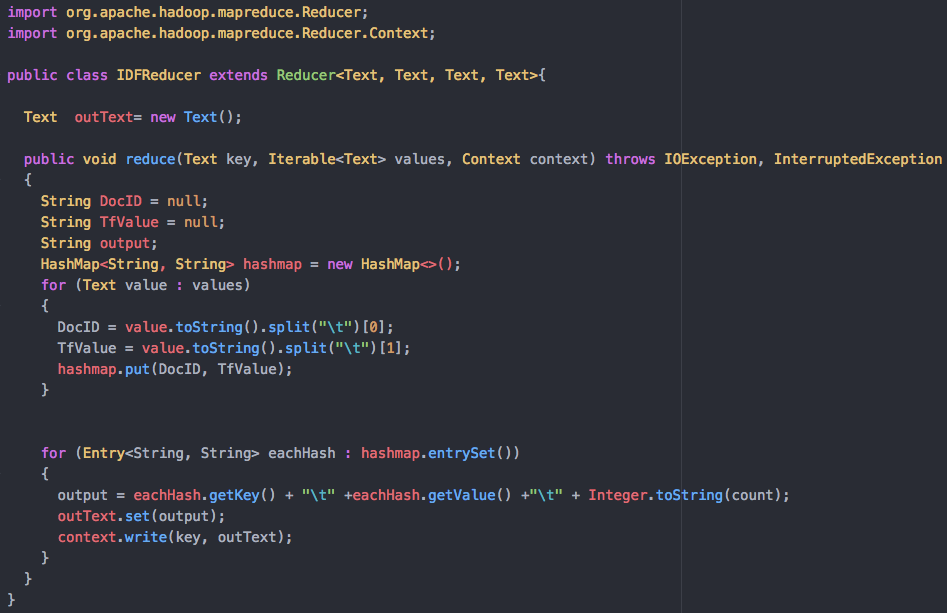 import org.apache.hadoop.mapreduce.Reducer;
import org.apache.hadoop.mapreduce.Reducer.Context;
public class IDFReducer extends Reducer<Text, Text, Text, Text>{
Text  outText= new Text();
public void reduce(Text key, Iterable<Text> values, Context context) throws IOException, InterruptedException
{
String DocID = null;
String TfValue = null;
String output;
HashMap<String, String> hashmap = new HashMap<>();
for (Text value : values)
{
DocID = value.toString().split("\t")[0];
TfValue = value.toString().split("\t")[1];
hashmap.put(DocID, TfValue);
}
for (Entry<String, String> eachHash : hashmap.entrySet())
{
output = eachHash.getKey() + "\t" +eachHash.getValue() +"\t" + Integer.toString(count);
outText.set(output);
context.write(key, outText);
}
}
}